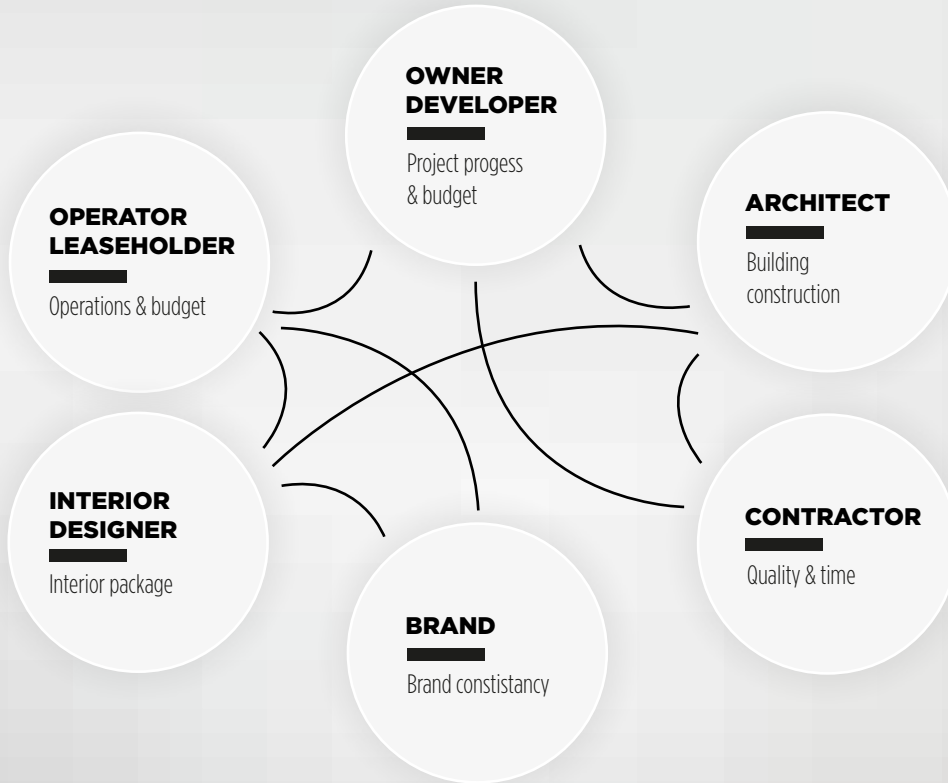 OWNER
DEVELOPER
Project progess
& budget
ARCHITECT
Building
construction
OPERATOR
LEASEHOLDER
Operations & budget
INTERIOR
DESIGNER
Interior package
CONTRACTOR
Quality & time
BRAND
Brand constistancy